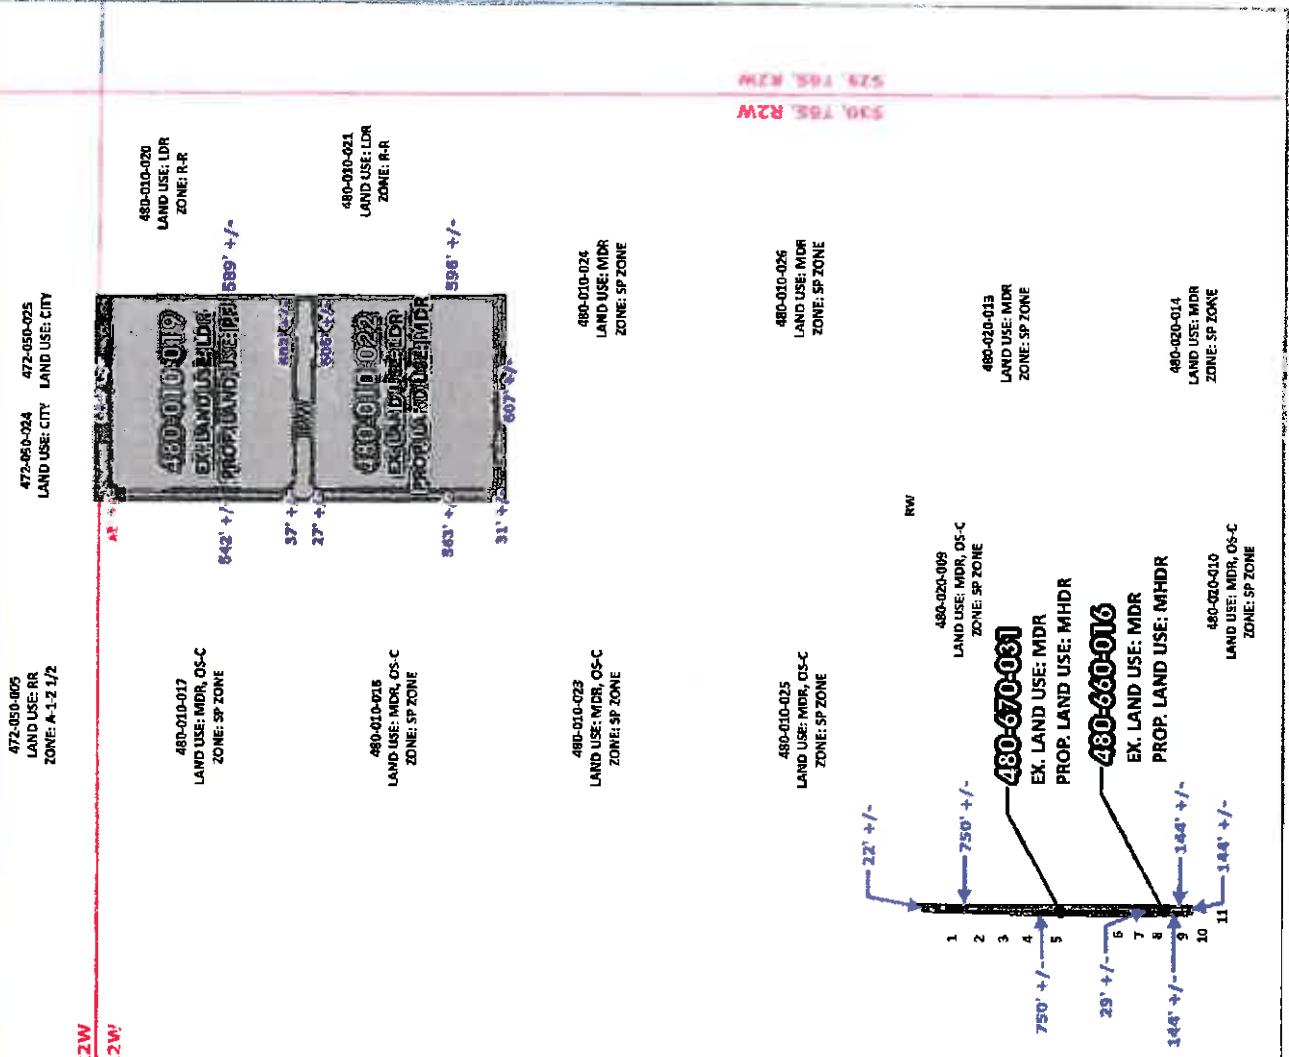 S29, T6S, R2W
S30, T6S, R2W
472-050-005
LAND USE: RR
ZONE: A-1-2 1/2
472-050-024
LAND USE: CITY
472-050-025
LAND USE: CITY
480-010-017
LAND USE: MDR, OS-C
ZONE: SP ZONE
480-010-019
EX. LAND USE: LDR
PROP. LAND USE:
480-010-020
LAND USE: LDR
ZONE: R-R
642' +/-
589' +/-
37' +/-
27' +/-
602' +/-
606' +/-
RW
480-010-018
LAND USE: MDR, OS-C
ZONE: SP ZONE
480-010-022
EX. LAND USE: LDR
PROP. LAND USE: MDR
480-010-021
LAND USE: LDR
ZONE: R-R
563' +/-
596' +/-
31' +/-
607' +/-
480-010-023
LAND USE: MDR, OS-C
ZONE: SP ZONE
480-010-024
LAND USE: MDR
ZONE: SP ZONE
480-010-025
LAND USE: MDR, OS-C
ZONE: SP ZONE
480-010-026
LAND USE: MDR
ZONE: SP ZONE
RW
480-020-009
LAND USE: MDR, OS-C
ZONE: SP ZONE
480-020-013
LAND USE: MDR
ZONE: SP ZONE
480-670-031
EX. LAND USE: MDR
PROP. LAND USE: MHDR
480-660-016
EX. LAND USE: MDR
PROP. LAND USE: MHDR
480-020-010
LAND USE: MDR, OS-C
ZONE: SP ZONE
480-020-014
LAND USE: MDR
ZONE: SP ZONE
22' +/-
750' +/-
144' +/-
144' +/-
750' +/-
29' +/-
144' +/-
1
2
3
4
5
6
7
8
9
10
11
2W
2W